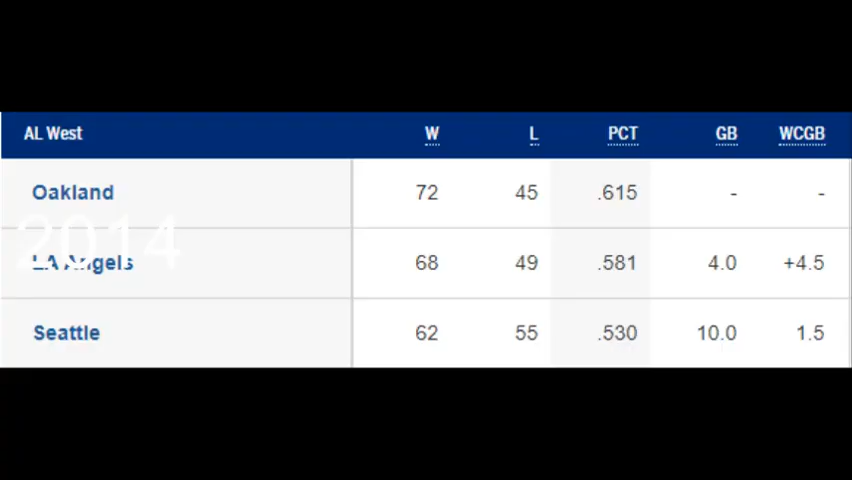 AL West W L PCT GB WCGB
Oakland 72 45 .615 - -
2014
LA Angels 68 49 .581 4.0 +4.5
Seattle 62 55 .530 10.0 1.5